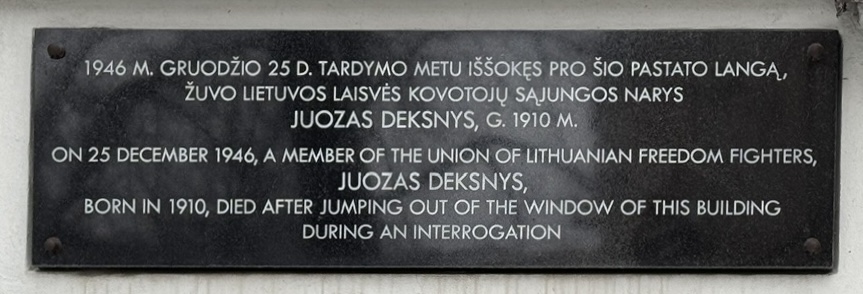 1946 M. GRUODŽIO 25 D. TARDYMO METU IŠŠOKĘS PRO ŠIO PASTATO LANGĄ,
ŽUVO LIETUVOS LAISVĖS KOVOTOJŲ SĄJUNGOS NARYS
JUOZAS DEKSNYS, G. 1910 M.
ON 25 DECEMBER 1946, A MEMBER OF THE UNION OF LITHUANIAN FREEDOM FIGHTERS,
JUOZAS DEKSNYS,
BORN IN 1910, DIED AFTER JUMPING OUT OF THE WINDOW OF THIS BUILDING
DURING AN INTERROGATION